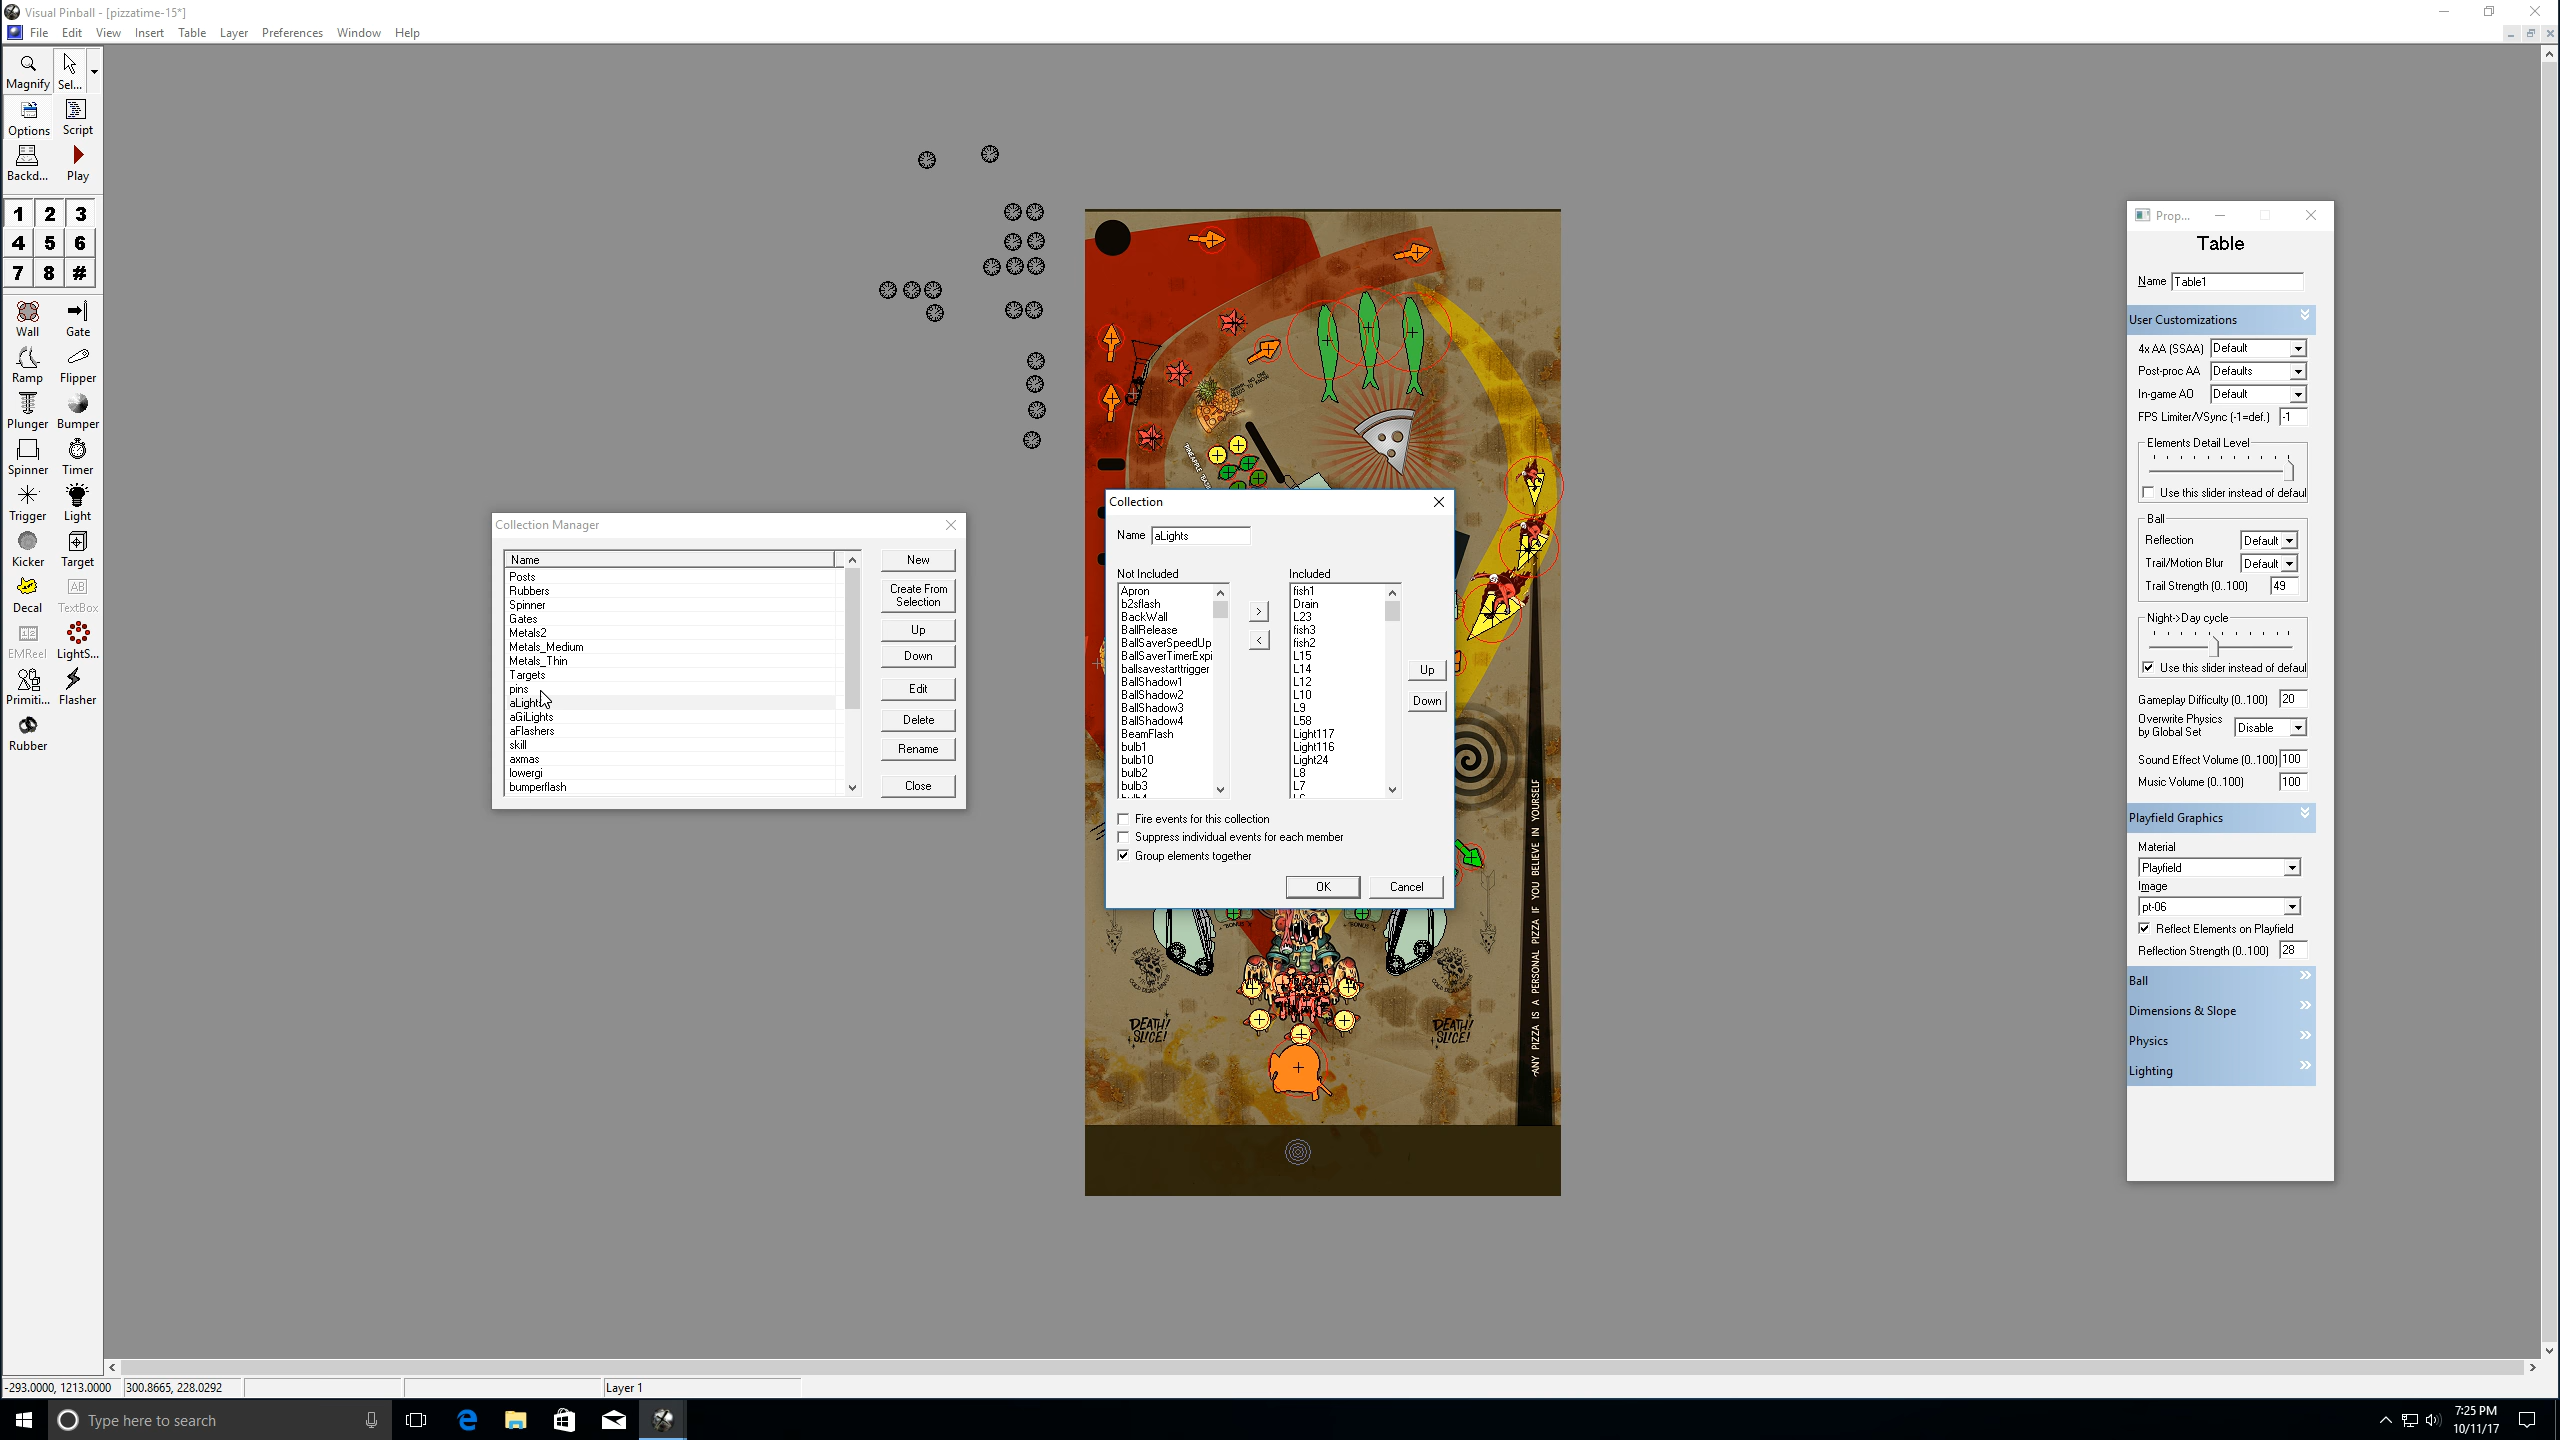 Visual Pinball - [pizzatime-15*]
File Edit View Insert Table Layer Preferences Window Help
Magnify Sel...
Options Script
Backd... Play
1 2 3
4 5 6
7 8 #
Wall Gate
Ramp Flipper
Plunger Bumper
Spinner Timer
Trigger Light
Kicker Target
Decal TextBox
EMReel LightS...
Primiti... Flasher
Rubber
Collection Manager
Name
Posts
Rubbers
Spinner
Gates
Metals2
Metals_Medium
Metals_Thin
Targets
pins
aLights
aGiLights
aFlashers
skill
axmas
lowergi
bumperflash
New
Create From
Selection
Up
Down
Edit
Delete
Rename
Close
Collection
Name aLights
Not Included
Apron
b2sflash
BackWall
BallRelease
BallSaverSpeedUp
BallSaverTimerExpi
ballsavestarttrigger
BallShadow1
BallShadow2
BallShadow3
BallShadow4
BeamFlash
bulb1
bulb10
bulb2
bulb3
>
<
Included
fish1
Drain
L23
fish3
fish2
L15
L14
L12
L10
L9
L58
Light117
Light116
Light24
L8
L7
Up
Down
Fire events for this collection
Suppress individual events for each member
Group elements together
OK Cancel
DEATH!
SLICE!
DEATH!
SLICE!
ANY PIZZA IS A PERSONAL PIZZA IF YOU BELIEVE IN YOURSELF
Prop...
Table
Name Table1
User Customizations
4x AA (SSAA) Default
Post-proc AA Defaults
In-game AO Default
FPS Limiter/VSync (-1=def.) -1
Elements Detail Level
Use this slider instead of defaul
Ball
Reflection Default
Trail/Motion Blur Default
Trail Strength (0..100) 49
Night->Day cycle
Use this slider instead of defaul
Gameplay Difficulty (0..100) 20
Overwrite Physics
by Global Set Disable
Sound Effect Volume (0..100) 100
Music Volume (0..100) 100
Playfield Graphics
Material
Playfield
Image
pt-06
Reflect Elements on Playfield
Reflection Strength (0..100) 28
Ball
Dimensions & Slope
Physics
Lighting
-293.0000, 1213.0000 300.8665, 228.0292 Layer 1
Type here to search
7:25 PM
10/11/17